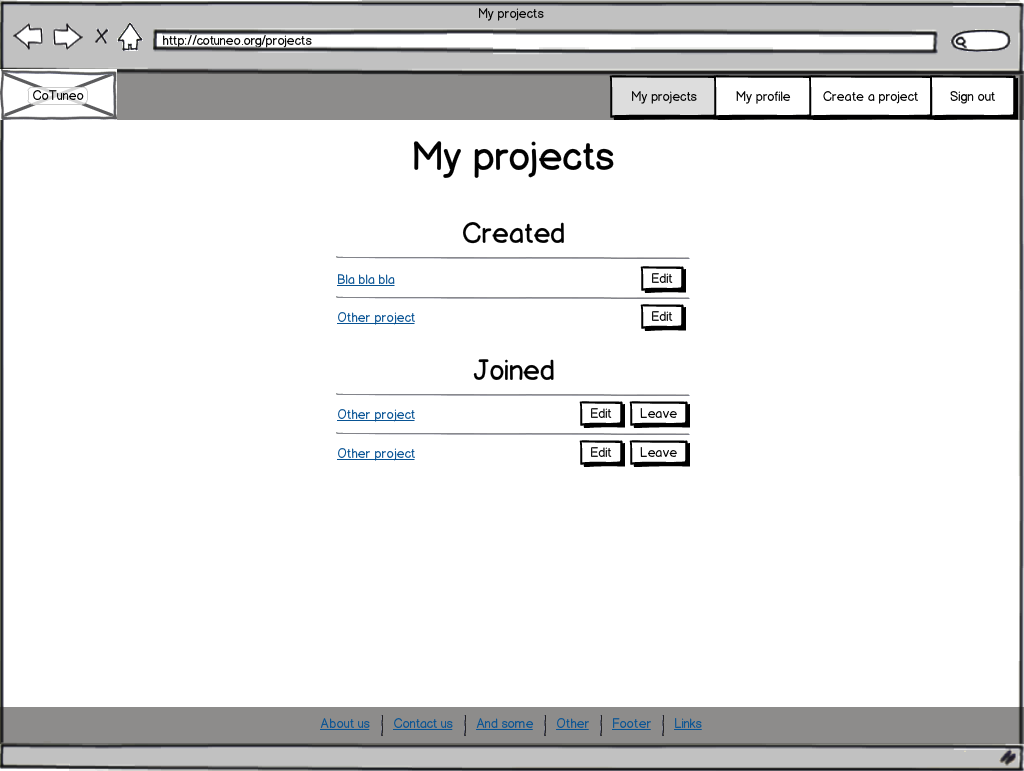 My projects
http://cotuneo.org/projects
CoTuneo My projects My profile Create a project Sign out
My projects
Created
Bla bla bla Edit
Other project Edit
Joined
Other project Edit Leave
Other project Edit Leave
About us Contact us And some Other Footer Links